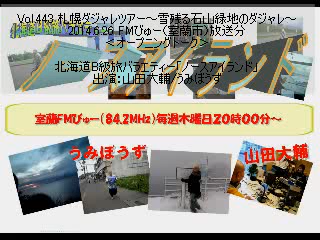 Vol.443 札幌ダジャレツアー～雪残る石山緑地のダジャレ～
2014.6.26 FMびゅー(室蘭市)放送分
＜オープニングトーク＞
北海道B級旅バラエティー「ノースアイランド」
出演:山田大輔/うみぼうず
室蘭FMびゅー(84.2MHz)毎週木曜日20時00分～
うみぼうず
山田大輔